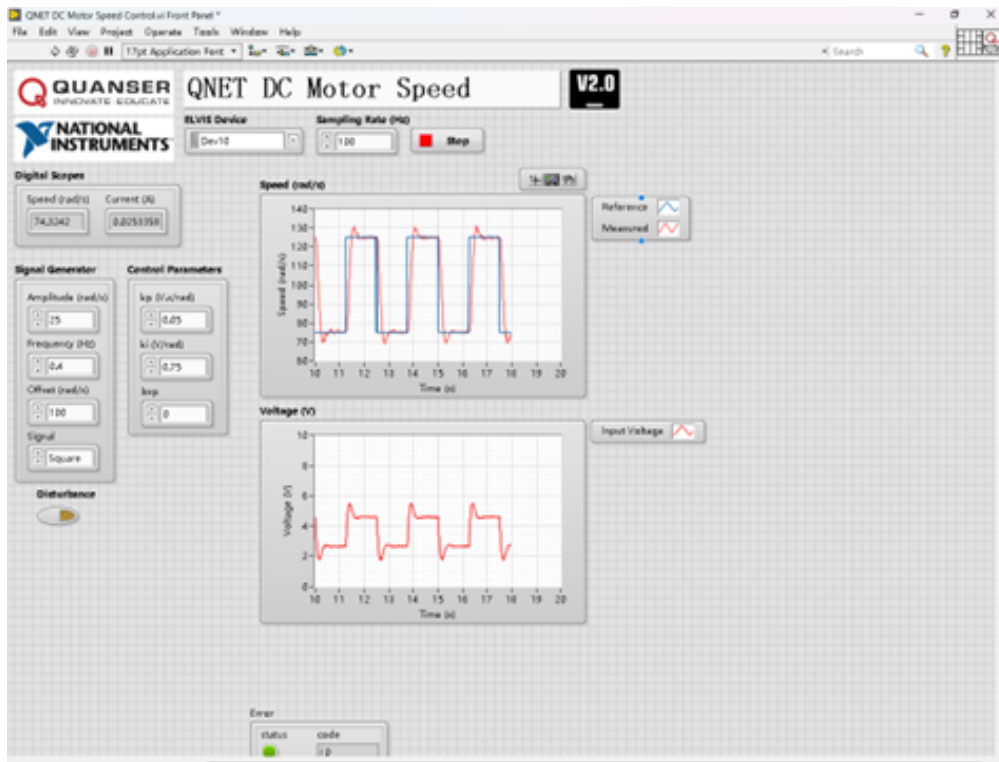 QNET DC Motor Speed Control.vi Front Panel *
File Edit View Project Operate Tools Window Help
17pt Application Font
Search
QUANSER
INNOVATE·EDUCATE
QNET DC Motor Speed
V2.0
NATIONAL
INSTRUMENTS
ELVIS Device
Dev10
Sampling Rate (Hz)
100
Stop
Digital Scopes
Speed (rad/s) Current (A)
74.3242 0.0253358
Signal Generator
Amplitude (rad/s)
25
Frequency (Hz)
0.4
Offset (rad/s)
100
Signal
Square
Disturbance
Control Parameters
kp (V.s/rad)
0.05
ki (V/rad)
0.75
bsp
0
Speed (rad/s)
Reference
Measured
Speed (rad/s)
140
130
120
110
100
90
80
70
60
10 11 12 13 14 15 16 17 18 19 20
Time (s)
Voltage (V)
Input Voltage
Voltage (V)
10
8
6
4
2
0
10 11 12 13 14 15 16 17 18 19 20
Time (s)
Error
status code
0